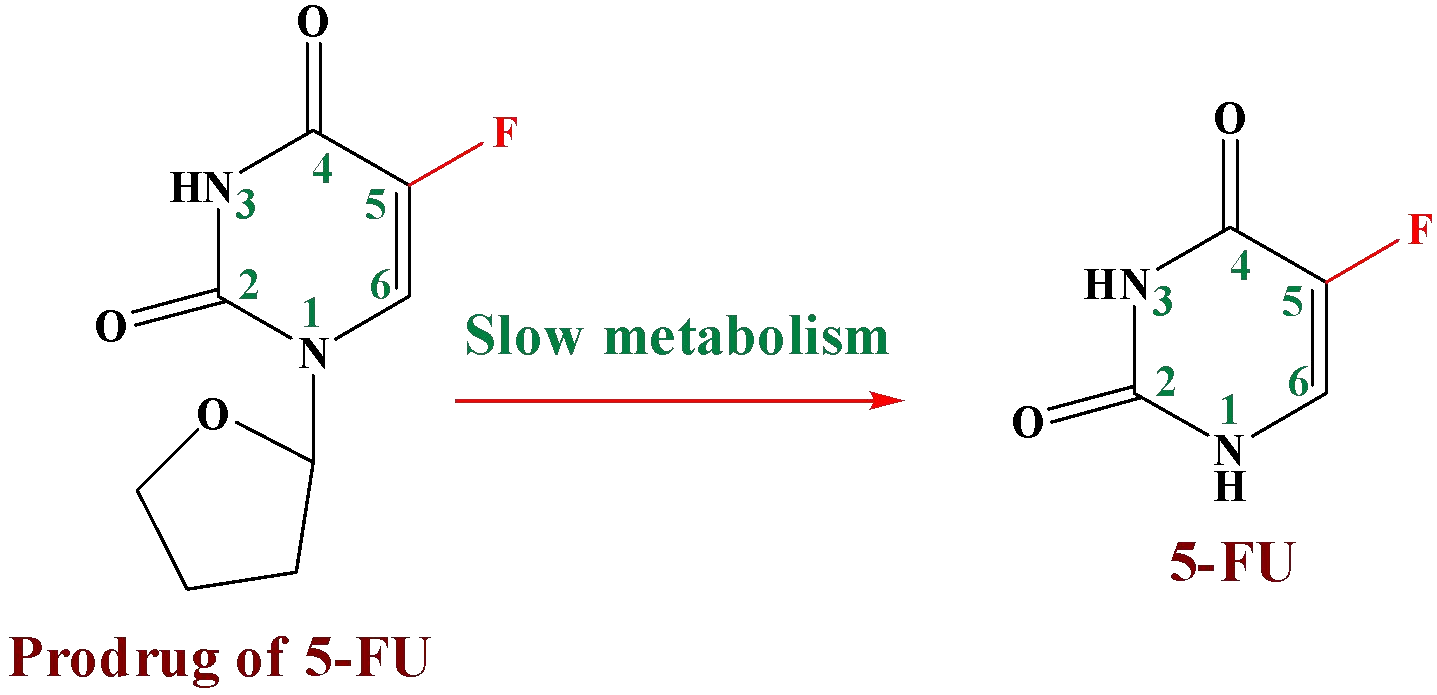 O
F
4
HN
3
5
2
6
1
O
N
O
Prodrug of 5-FU
Slow metabolism
O
F
4
HN
3
5
2
6
1
O
N
H
5-FU